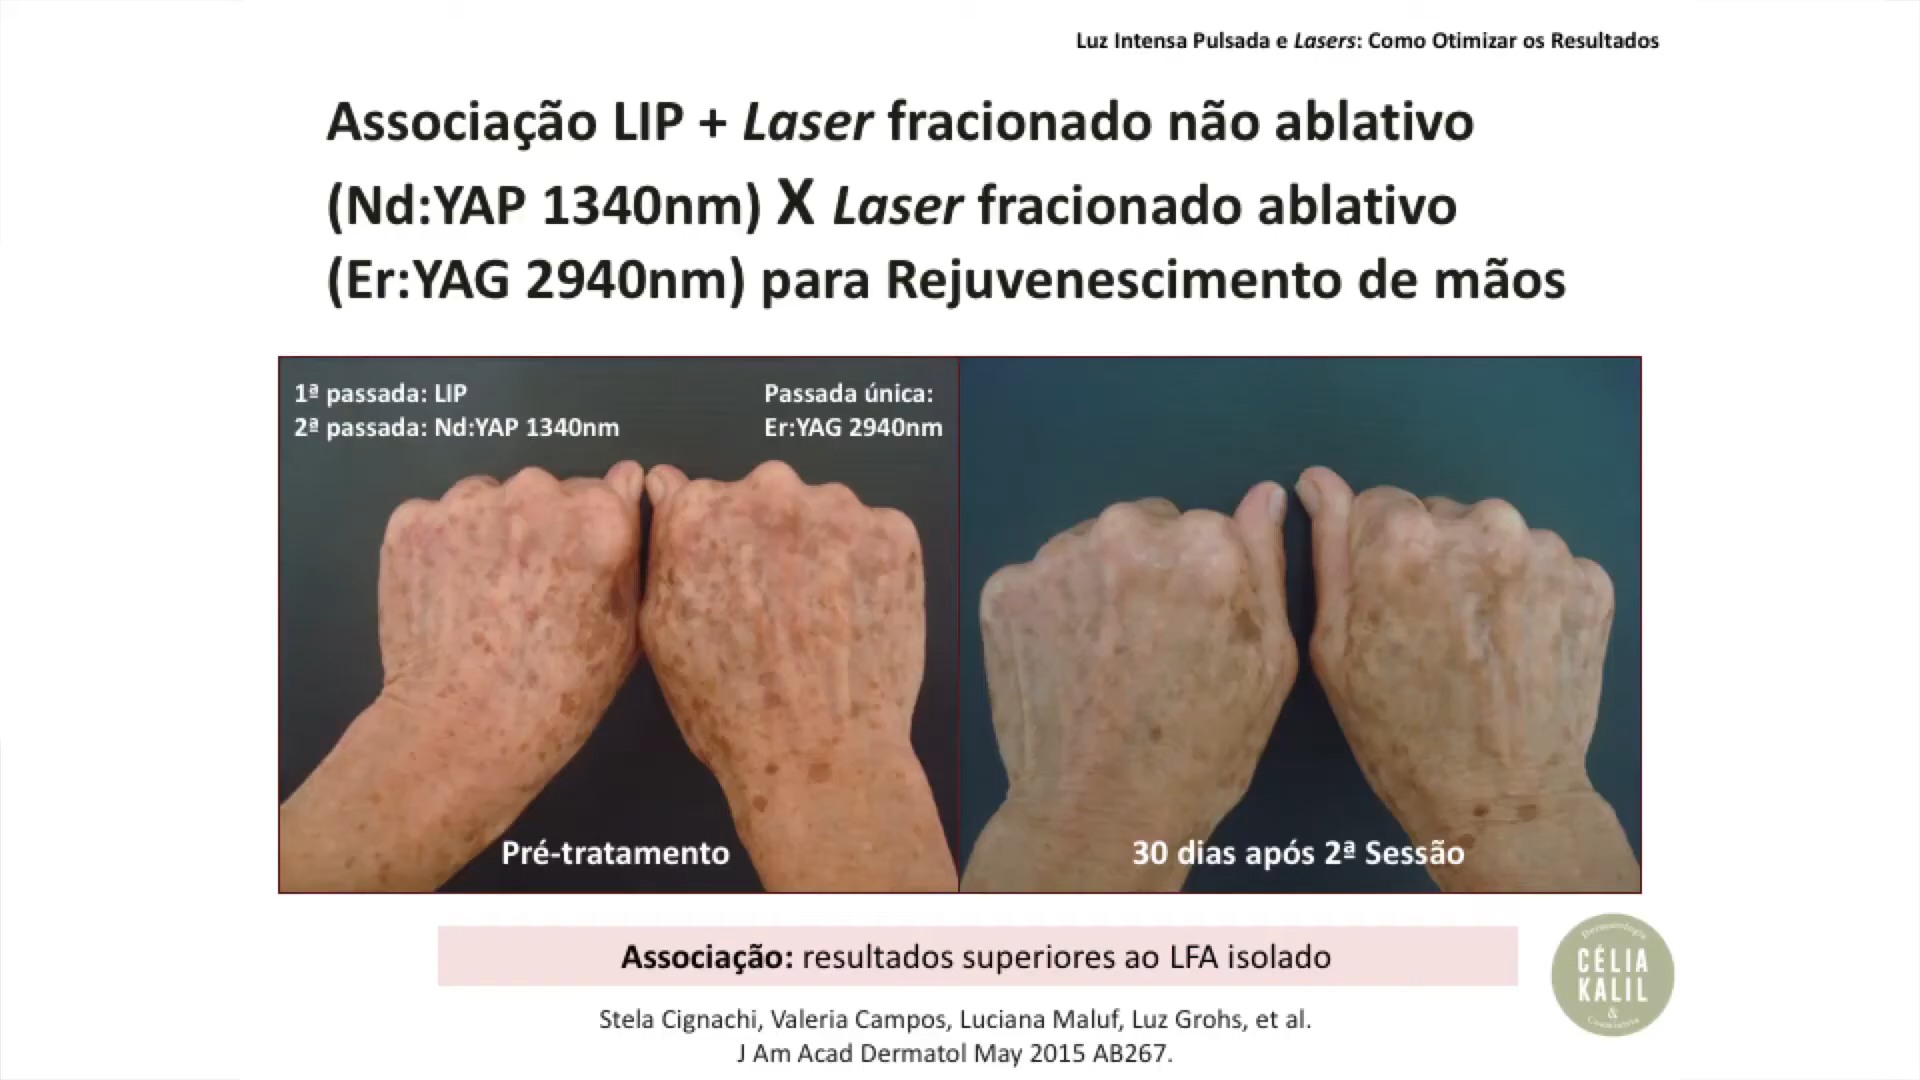 Luz Intensa Pulsada e Lasers: Como Otimizar os Resultados
Associação LIP + Laser fracionado não ablativo
(Nd:YAP 1340nm) X Laser fracionado ablativo
(Er:YAG 2940nm) para Rejuvenescimento de mãos
1ª passada: LIP
2ª passada: Nd:YAP 1340nm
Passada única:
Er:YAG 2940nm
Pré-tratamento
30 dias após 2ª Sessão
Associação: resultados superiores ao LFA isolado
Stela Cignachi, Valeria Campos, Luciana Maluf, Luz Grohs, et al.
J Am Acad Dermatol May 2015 AB267.
Dermatologia
CÉLIA
KALIL
&